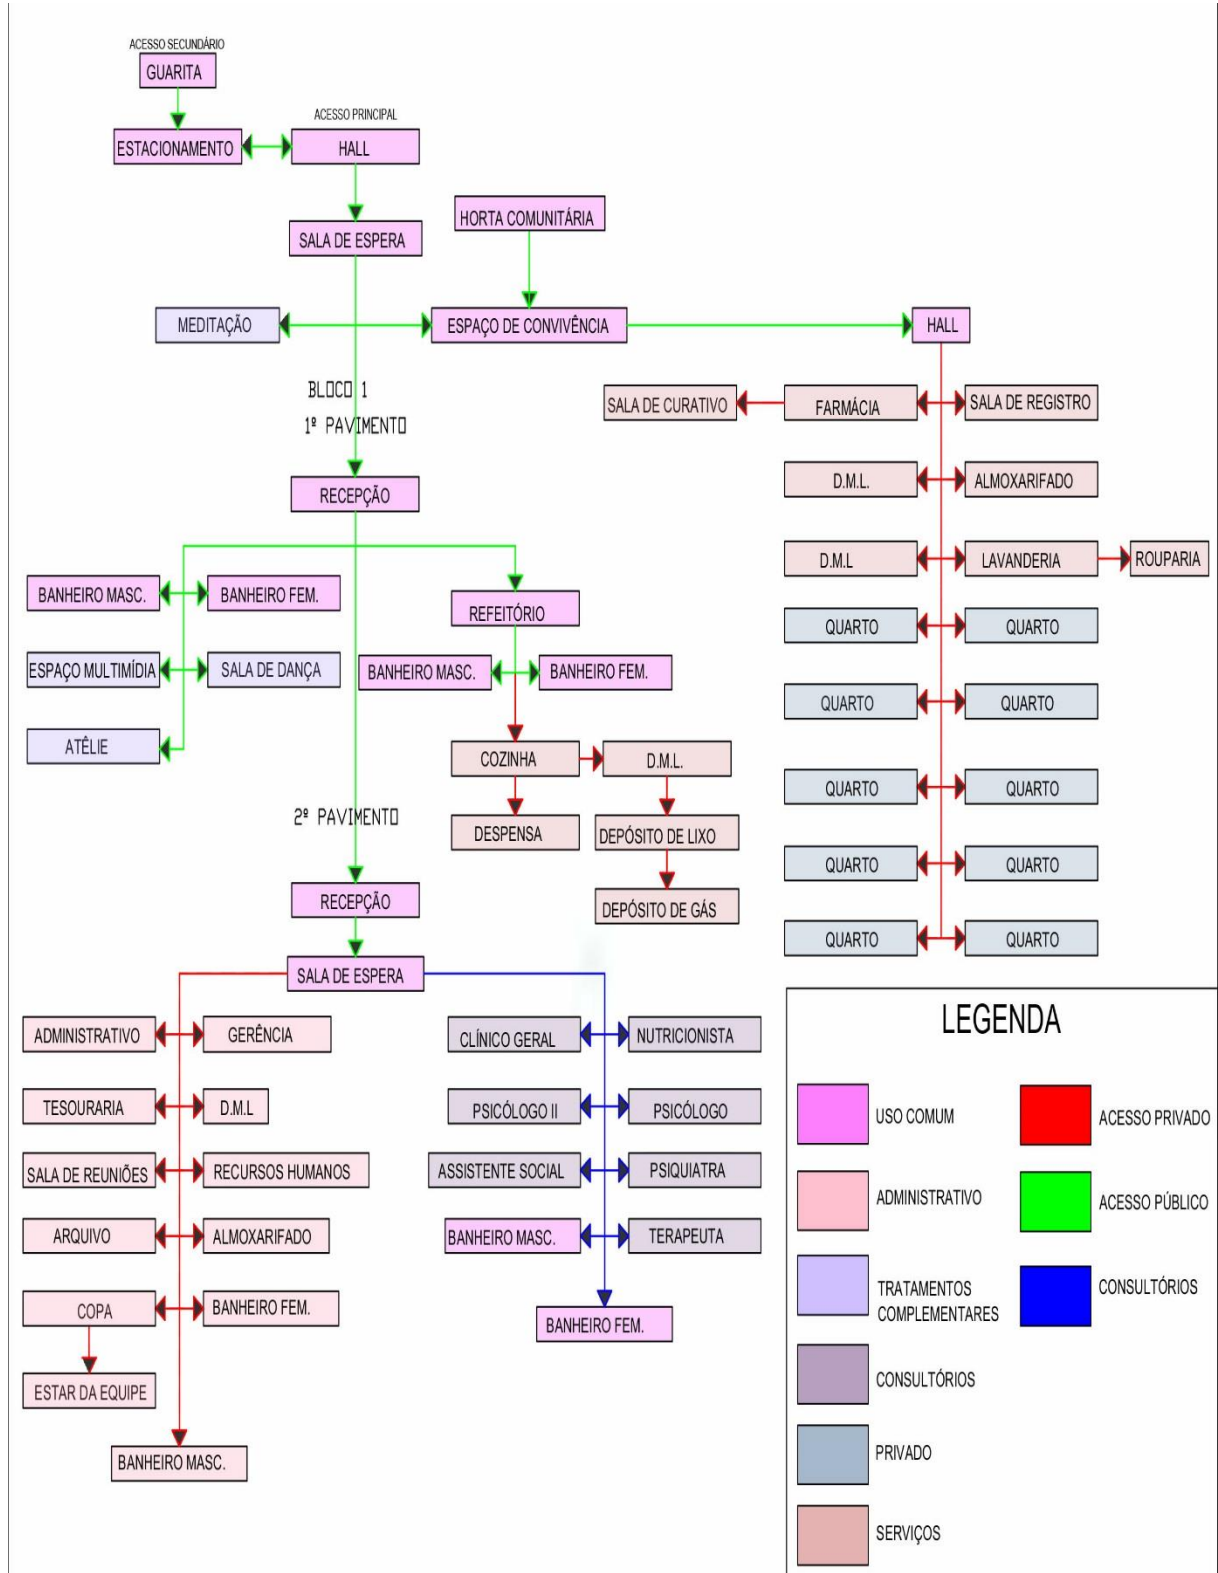 ACESSO SECUNDÁRIO
GUARITA
ACESSO PRINCIPAL
ESTACIONAMENTO
HALL
HORTA COMUNITÁRIA
SALA DE ESPERA
MEDITAÇÃO
ESPAÇO DE CONVIVÊNCIA
HALL
BLOCO 1
1º PAVIMENTO
SALA DE CURATIVO
FARMÁCIA
SALA DE REGISTRO
D.M.L.
ALMOXARIFADO
RECEPÇÃO
D.M.L
LAVANDERIA
ROUPARIA
BANHEIRO MASC.
BANHEIRO FEM.
REFEITÓRIO
QUARTO
QUARTO
ESPAÇO MULTIMÍDIA
SALA DE DANÇA
BANHEIRO MASC.
BANHEIRO FEM.
QUARTO
QUARTO
ATÊLIE
COZINHA
D.M.L.
QUARTO
QUARTO
2º PAVIMENTO
DESPENSA
DEPÓSITO DE LIXO
QUARTO
QUARTO
RECEPÇÃO
DEPÓSITO DE GÁS
QUARTO
QUARTO
SALA DE ESPERA
ADMINISTRATIVO
GERÊNCIA
CLÍNICO GERAL
NUTRICIONISTA
TESOURARIA
D.M.L
PSICÓLOGO II
PSICÓLOGO
SALA DE REUNIÕES
RECURSOS HUMANOS
ASSISTENTE SOCIAL
PSIQUIATRA
ARQUIVO
ALMOXARIFADO
BANHEIRO MASC.
TERAPEUTA
COPA
BANHEIRO FEM.
BANHEIRO FEM.
ESTAR DA EQUIPE
BANHEIRO MASC.
LEGENDA
USO COMUM
ACESSO PRIVADO
ADMINISTRATIVO
ACESSO PÚBLICO
TRATAMENTOS
COMPLEMENTARES
CONSULTÓRIOS
CONSULTÓRIOS
PRIVADO
SERVIÇOS